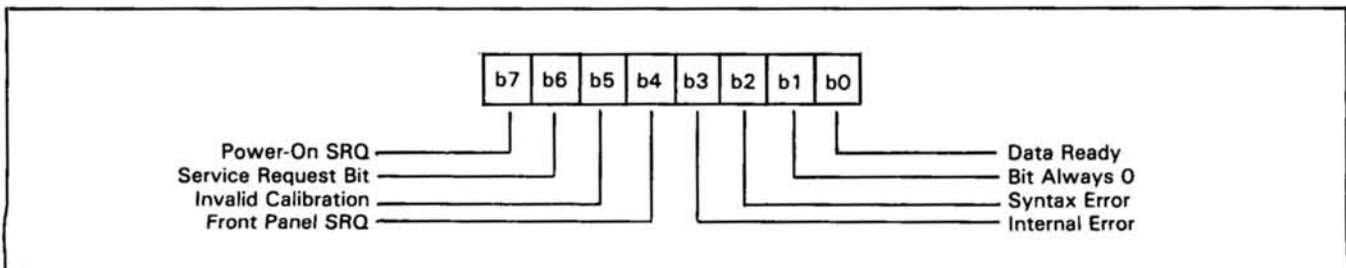 b7 b6 b5 b4 b3 b2 b1 b0
Power-On SRQ
Service Request Bit
Invalid Calibration
Front Panel SRQ
Data Ready
Bit Always 0
Syntax Error
Internal Error